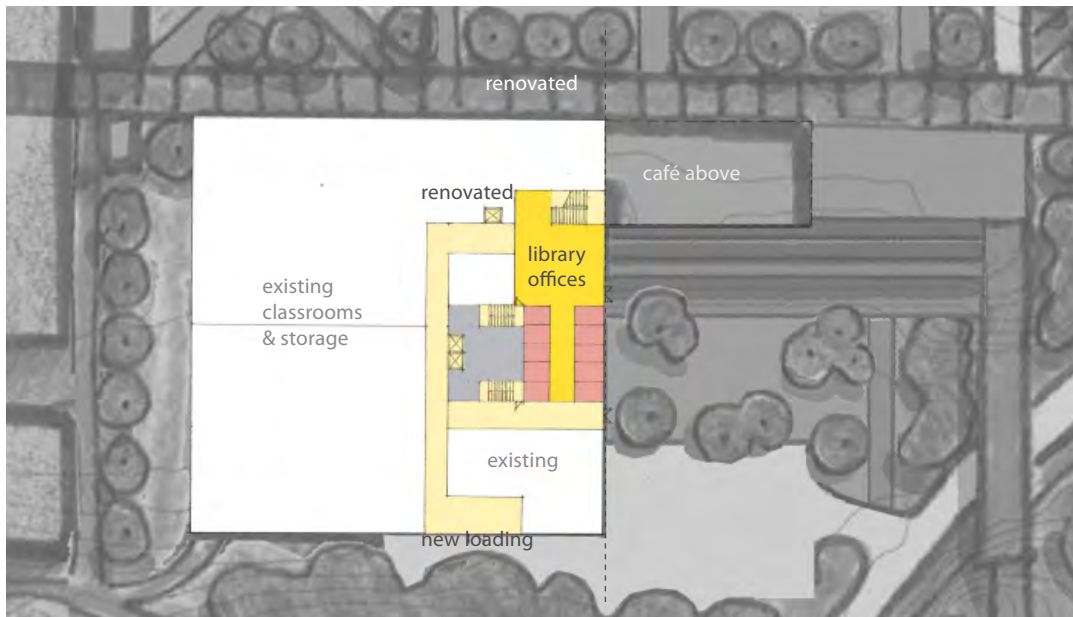 renovated
café above
renovated
library
offices
existing
classrooms
& storage
existing
new loading